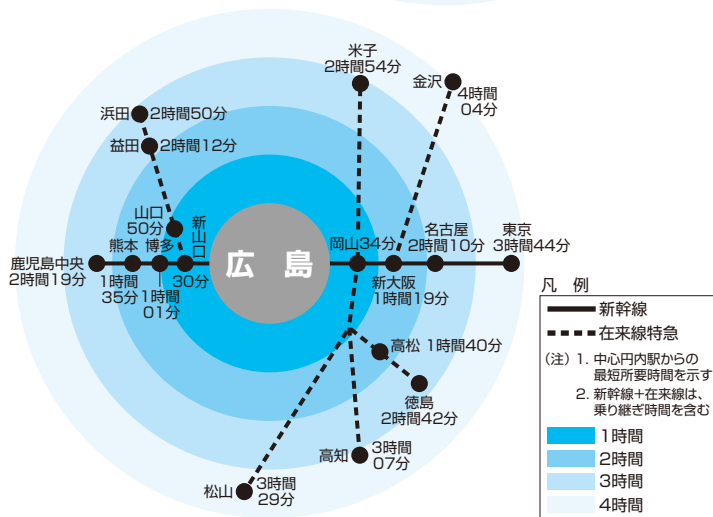 米子
2時間54分
金沢
4時間
04分
浜田 2時間50分
益田 2時間12分
山口
50分
新山口
30分
熊本
1時間
35分
博多
1時間
01分
鹿児島中央
2時間19分
広島
岡山34分
新大阪
1時間19分
名古屋
2時間10分
東京
3時間44分
高松 1時間40分
徳島
2時間42分
高知
3時間
07分
松山
3時間
29分
凡 例
新幹線
在来線特急
(注) 1. 中心円内駅からの
最短所要時間を示す
2. 新幹線+在来線は、
乗り継ぎ時間を含む
1時間
2時間
3時間
4時間